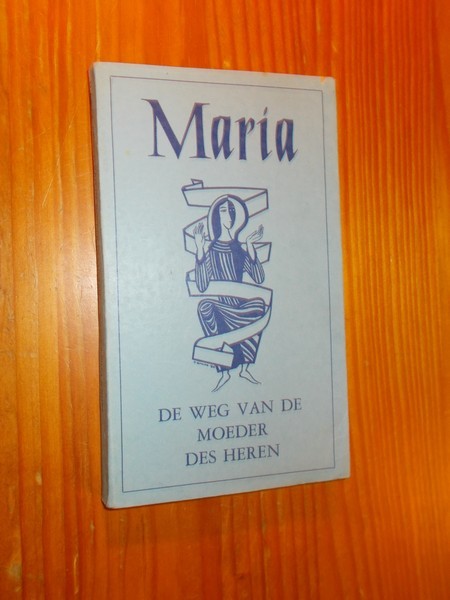 Maria
DE WEG VAN DE
MOEDER
DES HEREN